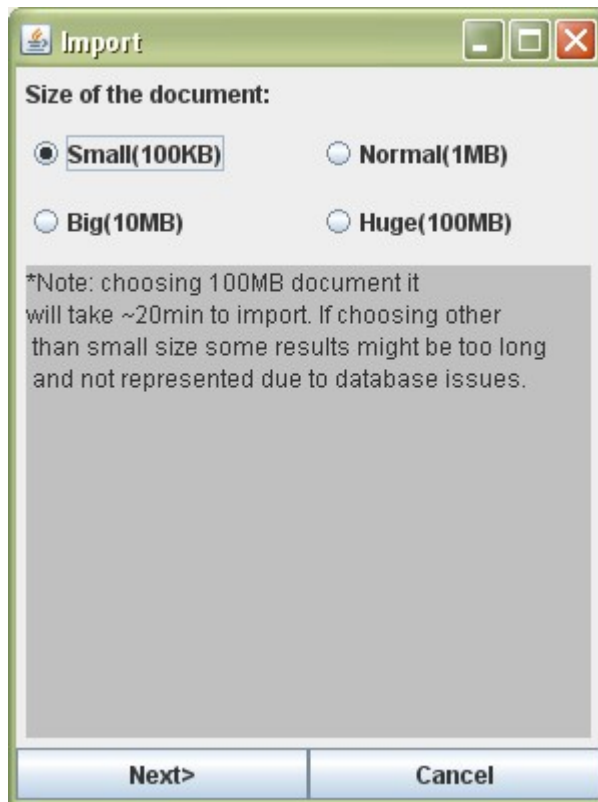 Import
Size of the document:
Small(100KB) Normal(1MB)
Big(10MB) Huge(100MB)
*Note: choosing 100MB document it
will take ~20min to import. If choosing other
than small size some results might be too long
and not represented due to database issues.
Next> Cancel